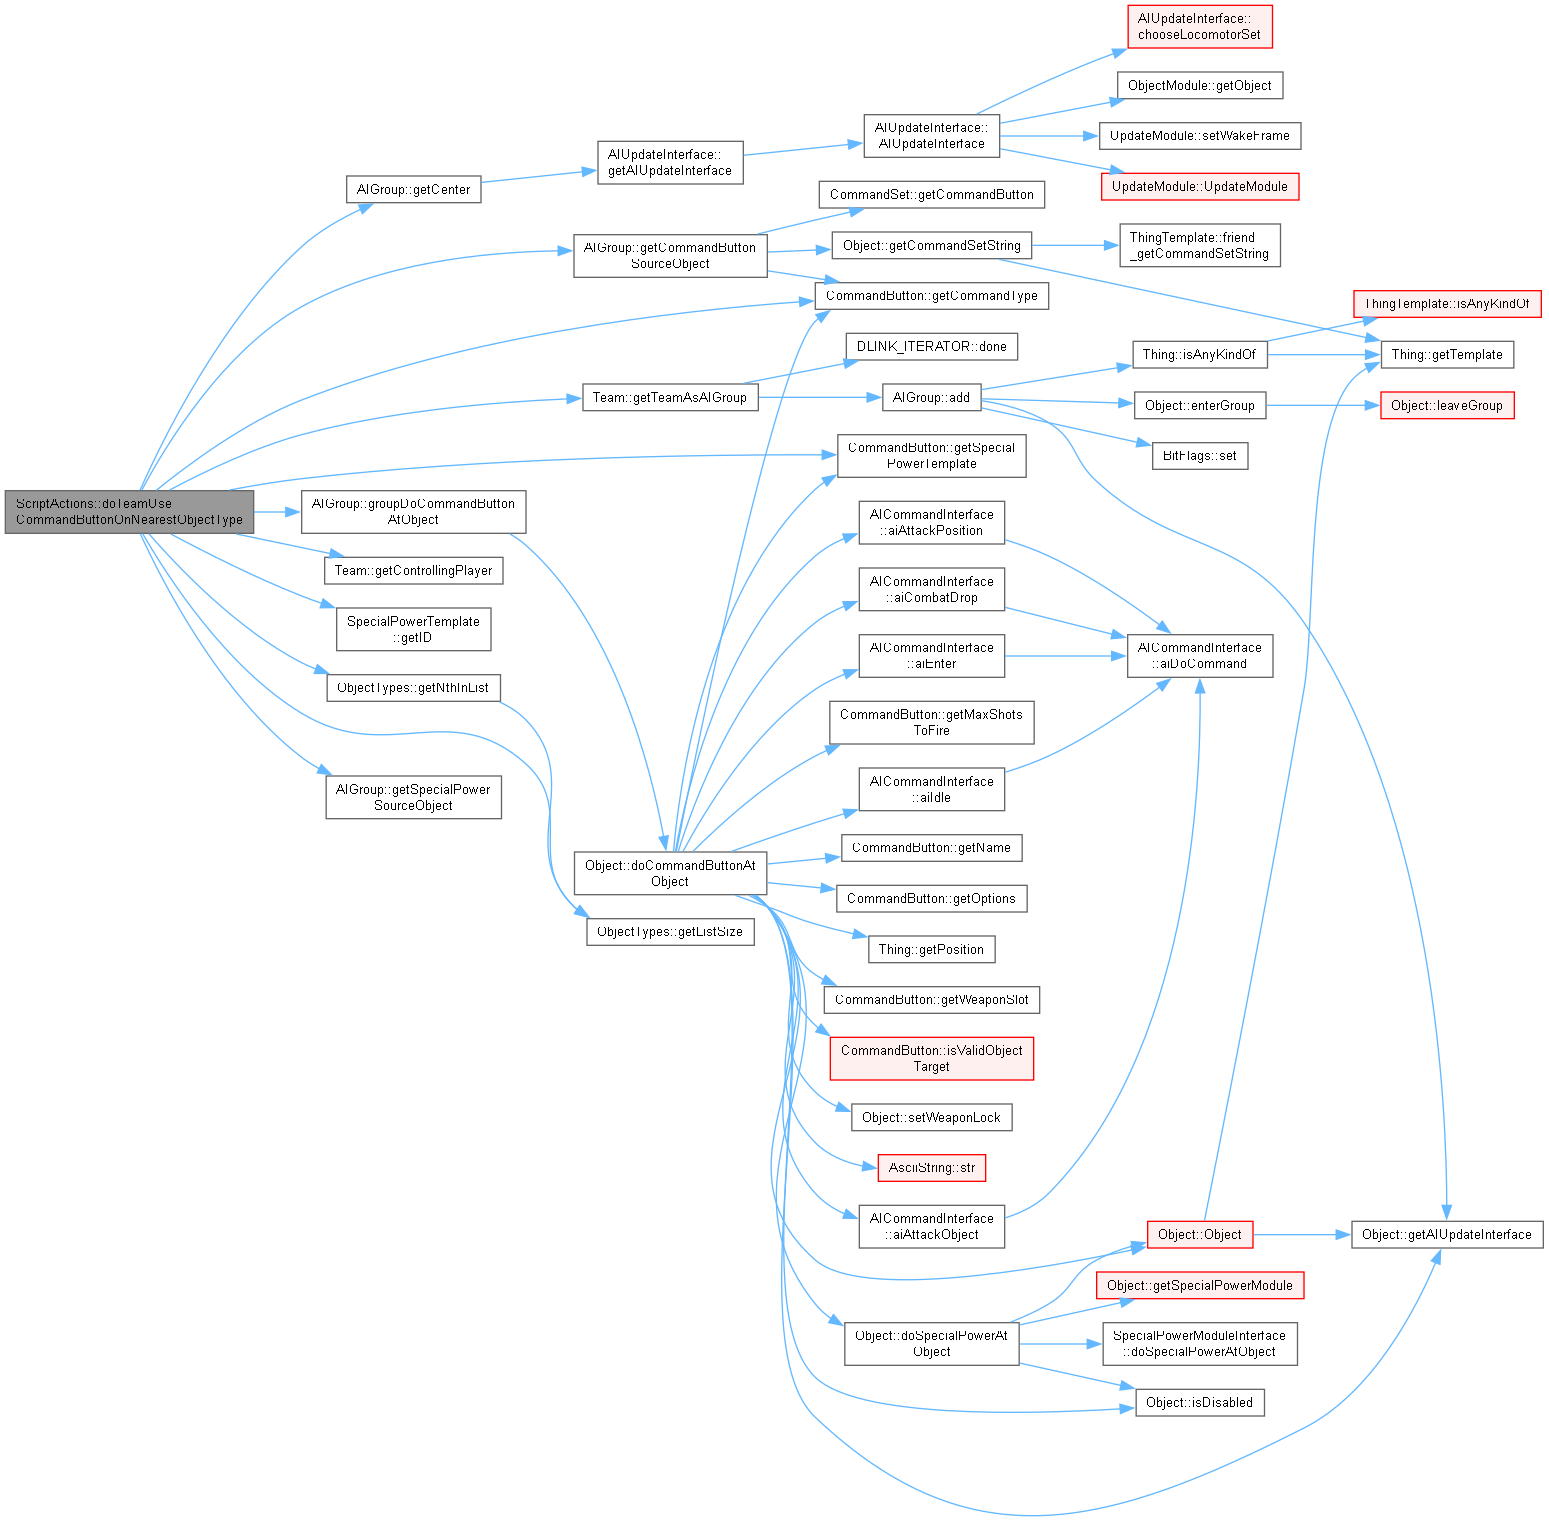 ScriptActions::doTeamUse
CommandButtonOnNearestObjectType
AIGroup::getCenter
AIUpdateInterface::
getAIUpdateInterface
AIUpdateInterface::
AIUpdateInterface
AIUpdateInterface::
chooseLocomotorSet
ObjectModule::getObject
UpdateModule::setWakeFrame
UpdateModule::UpdateModule
AIGroup::getCommandButton
SourceObject
CommandSet::getCommandButton
Object::getCommandSetString
ThingTemplate::friend
_getCommandSetString
CommandButton::getCommandType
ThingTemplate::isAnyKindOf
Thing::getTemplate
DLINK_ITERATOR::done
Thing::isAnyKindOf
Team::getTeamAsAIGroup
AIGroup::add
Object::enterGroup
Object::leaveGroup
BitFlags::set
CommandButton::getSpecial
PowerTemplate
AIGroup::groupDoCommandButton
AtObject
Team::getControllingPlayer
SpecialPowerTemplate
::getID
ObjectTypes::getNthInList
AIGroup::getSpecialPower
SourceObject
AICommandInterface
::aiAttackPosition
AICommandInterface
::aiCombatDrop
AICommandInterface
::aiEnter
AICommandInterface
::aiDoCommand
CommandButton::getMaxShots
ToFire
AICommandInterface
::aiIdle
Object::doCommandButtonAt
Object
ObjectTypes::getListSize
CommandButton::getName
CommandButton::getOptions
Thing::getPosition
CommandButton::getWeaponSlot
CommandButton::isValidObject
Target
Object::setWeaponLock
AsciiString::str
AICommandInterface
::aiAttackObject
Object::Object
Object::getAIUpdateInterface
Object::getSpecialPowerModule
Object::doSpecialPowerAt
Object
SpecialPowerModuleInterface
::doSpecialPowerAtObject
Object::isDisabled